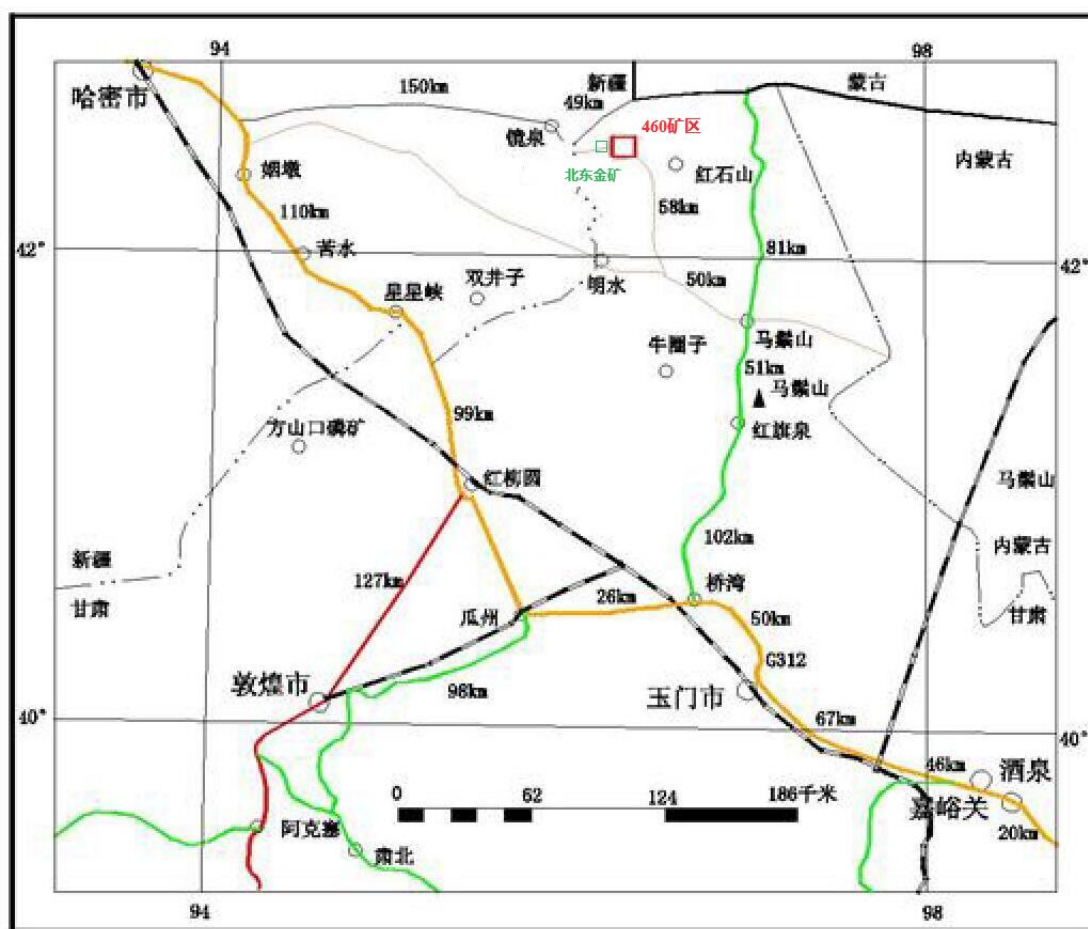 94
98
哈密市
150km
新疆
49km
蒙古
镜泉
460矿区
北东金矿
红石山
内蒙古
烟墩
58km
110km
81km
42°
苦水
42°
双井子
明水
50km
星星峡
马鬃山
牛圈子
51km
马鬃山
99km
方山口磷矿
红旗泉
红柳园
马鬃山
102km
新疆
内蒙古
127km
26km
桥湾
甘肃
瓜州
50km
甘肃
G312
敦煌市
98km
玉门市
40°
67km
40°
46km
酒泉
0
62
124
186千米
嘉峪关
阿克塞
20km
肃北
94
98